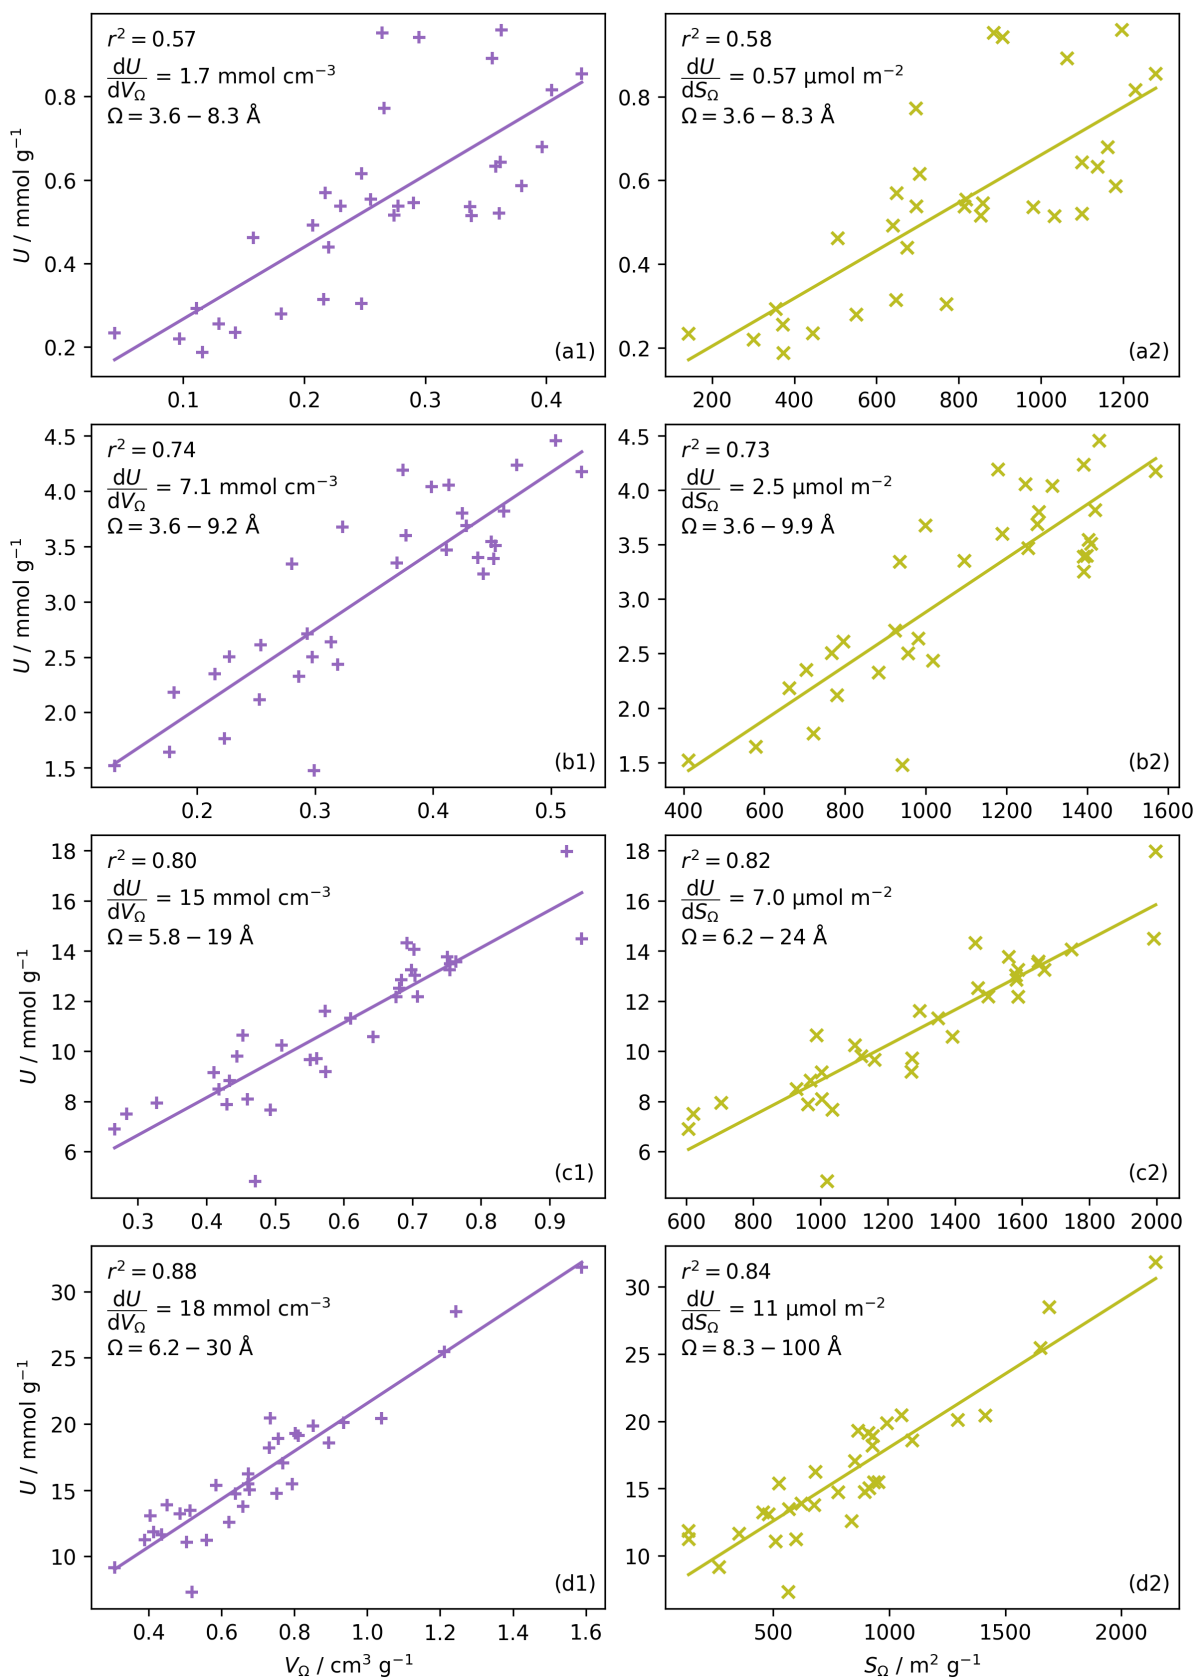 r² = 0.57
dU/dV_Ω = 1.7 mmol cm⁻³
Ω = 3.6 − 8.3 Å
0.8
0.6
0.4
0.2
U / mmol g⁻¹
(a1)
0.1 0.2 0.3 0.4
r² = 0.58
dU/dS_Ω = 0.57 µmol m⁻²
Ω = 3.6 − 8.3 Å
0.8
0.6
0.4
0.2
(a2)
200 400 600 800 1000 1200
r² = 0.74
dU/dV_Ω = 7.1 mmol cm⁻³
Ω = 3.6 − 9.2 Å
4.5
4.0
3.5
3.0
2.5
2.0
1.5
U / mmol g⁻¹
(b1)
0.2 0.3 0.4 0.5
r² = 0.73
dU/dS_Ω = 2.5 µmol m⁻²
Ω = 3.6 − 9.9 Å
4.5
4.0
3.5
3.0
2.5
2.0
1.5
(b2)
400 600 800 1000 1200 1400 1600
r² = 0.80
dU/dV_Ω = 15 mmol cm⁻³
Ω = 5.8 − 19 Å
18
16
14
12
10
8
6
U / mmol g⁻¹
(c1)
0.3 0.4 0.5 0.6 0.7 0.8 0.9
r² = 0.82
dU/dS_Ω = 7.0 µmol m⁻²
Ω = 6.2 − 24 Å
18
16
14
12
10
8
6
(c2)
600 800 1000 1200 1400 1600 1800 2000
r² = 0.88
dU/dV_Ω = 18 mmol cm⁻³
Ω = 6.2 − 30 Å
30
25
20
15
10
U / mmol g⁻¹
(d1)
0.4 0.6 0.8 1.0 1.2 1.4 1.6
V_Ω / cm³ g⁻¹
r² = 0.84
dU/dS_Ω = 11 µmol m⁻²
Ω = 8.3 − 100 Å
30
25
20
15
10
(d2)
500 1000 1500 2000
S_Ω / m² g⁻¹